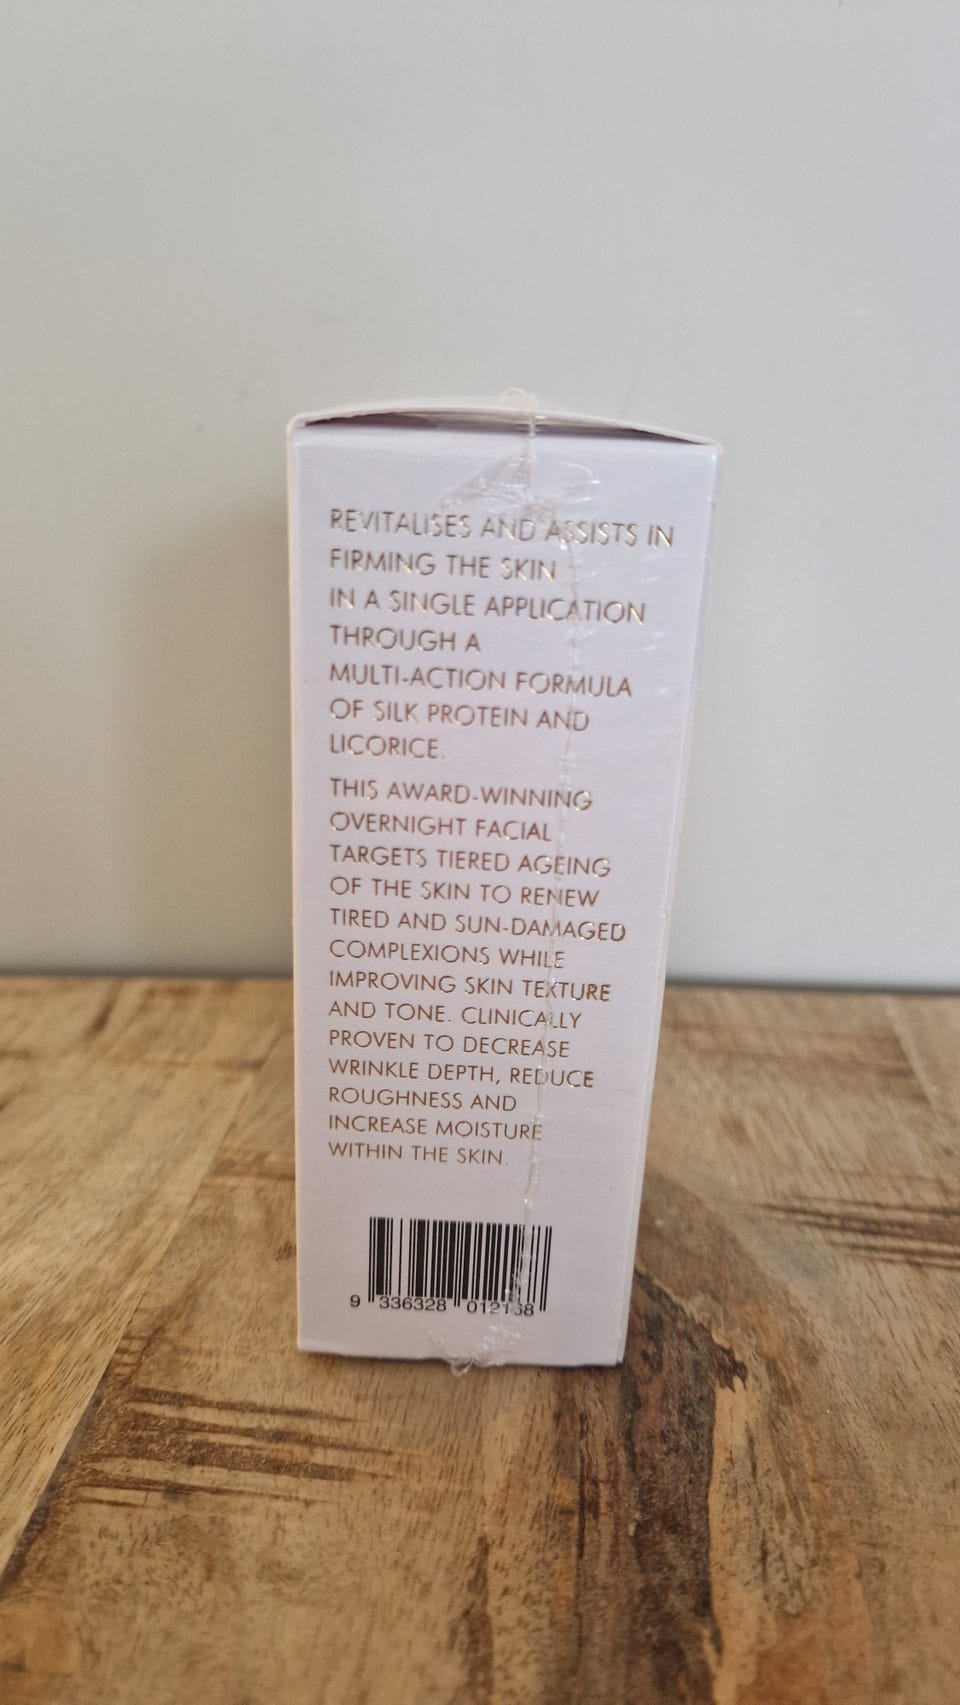 REVITALISES AND ASSISTS IN
FIRMING THE SKIN
IN A SINGLE APPLICATION
THROUGH A
MULTI-ACTION FORMULA
OF SILK PROTEIN AND
LICORICE.
THIS AWARD-WINNING
OVERNIGHT FACIAL
TARGETS TIERED AGEING
OF THE SKIN TO RENEW
TIRED AND SUN-DAMAGED
COMPLEXIONS WHILE
IMPROVING SKIN TEXTURE
AND TONE. CLINICALLY
PROVEN TO DECREASE
WRINKLE DEPTH, REDUCE
ROUGHNESS AND
INCREASE MOISTURE
WITHIN THE SKIN.
9 336328 012168